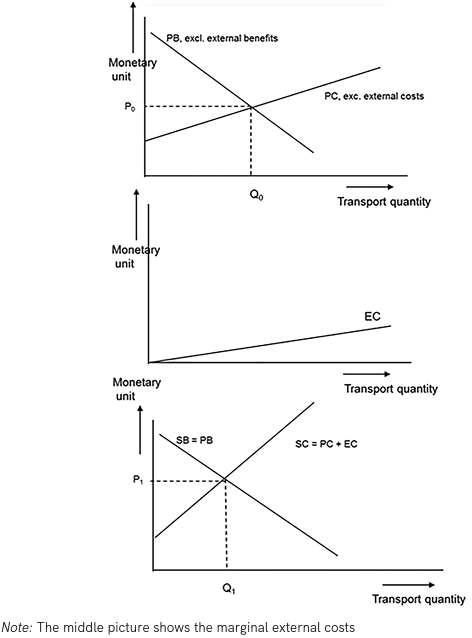 PB, excl. external benefits
Monetary
unit
P0
PC, exc. external costs
Q0
Transport quantity
Monetary
unit
EC
Transport quantity
Monetary
unit
SB = PB
SC = PC + EC
P1
Q1
Transport quantity
Note: The middle picture shows the marginal external costs